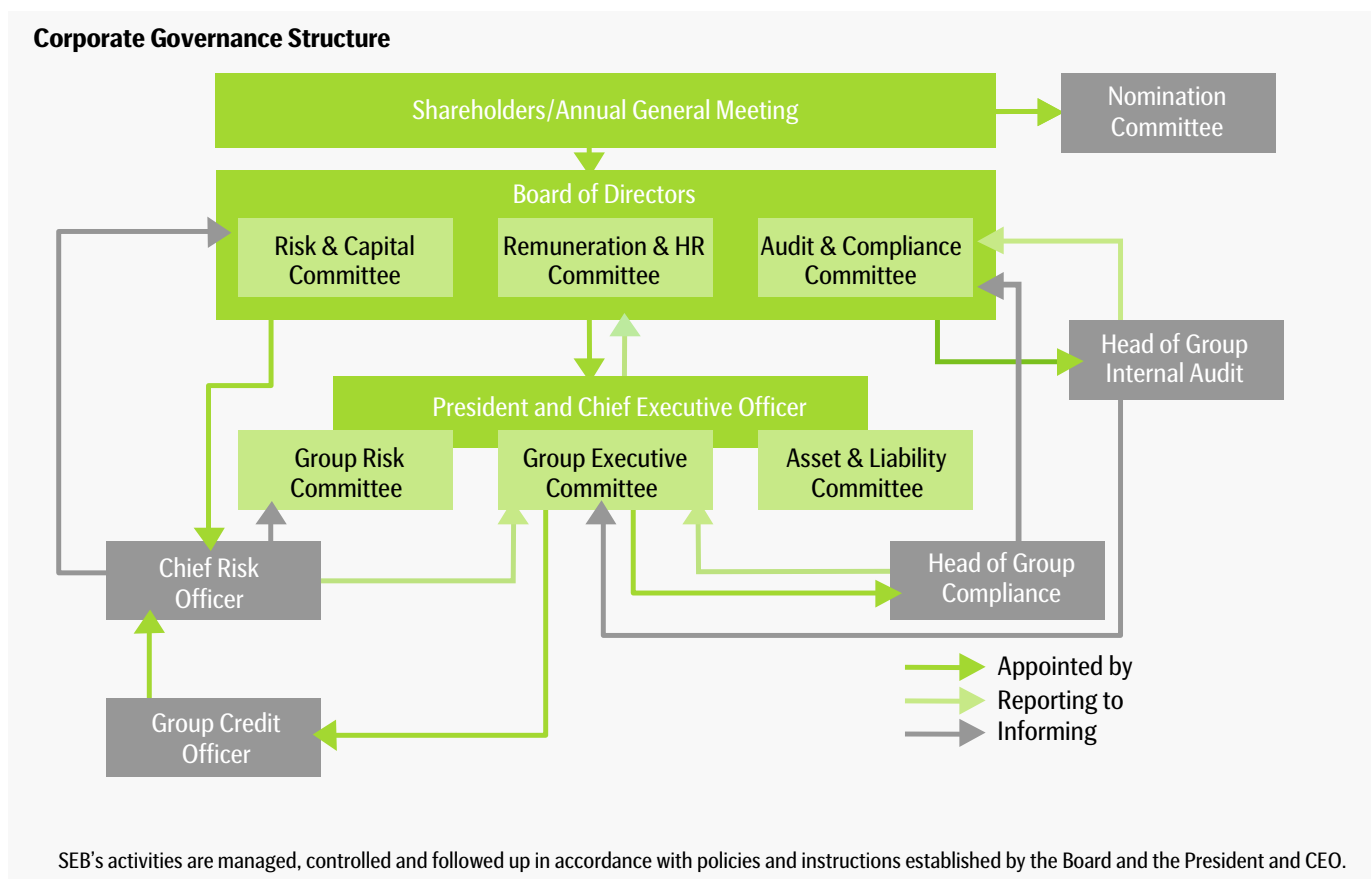 Corporate Governance Structure
Shareholders/Annual General Meeting
Nomination
Committee
Board of Directors
Risk & Capital
Committee
Remuneration & HR
Committee
Audit & Compliance
Committee
Head of Group
Internal Audit
President and Chief Executive Officer
Group Risk
Committee
Group Executive
Committee
Asset & Liability
Committee
Chief Risk
Officer
Head of Group
Compliance
Appointed by
Reporting to
Informing
Group Credit
Officer
SEB's activities are managed, controlled and followed up in accordance with policies and instructions established by the Board and the President and CEO.